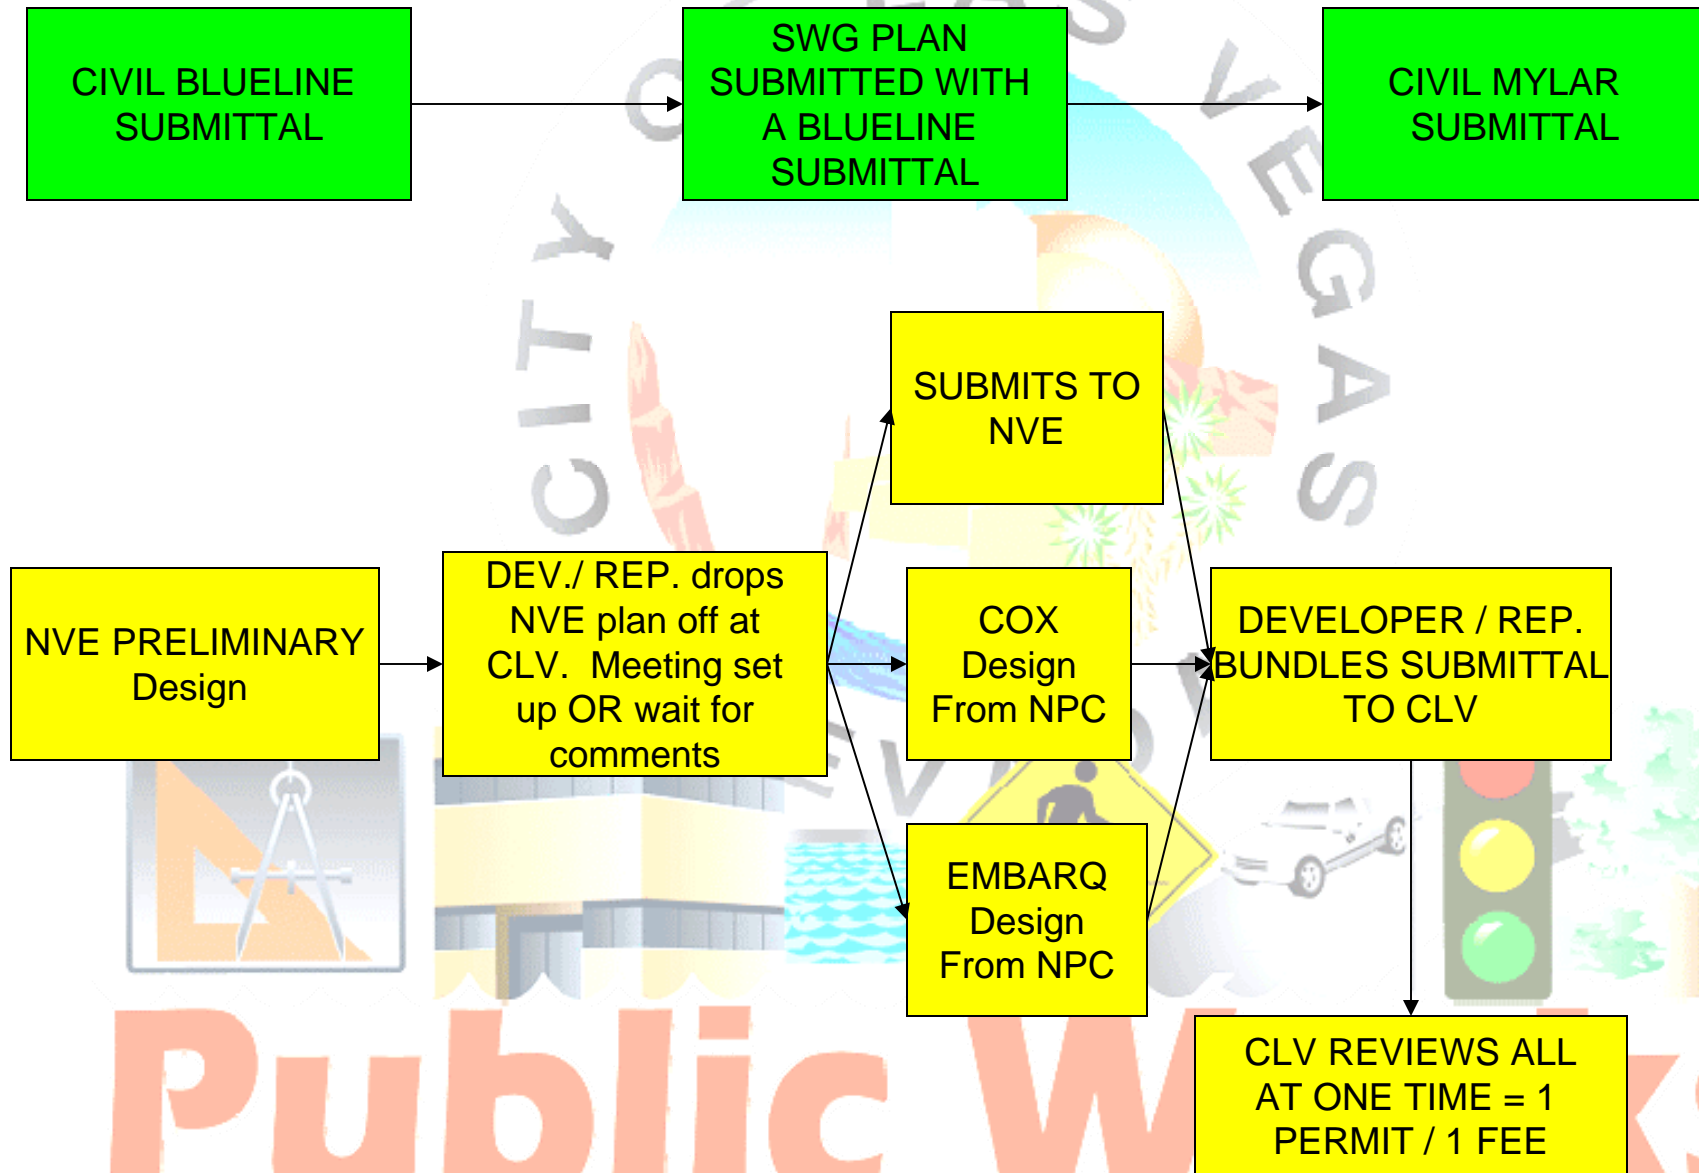 CIVIL BLUELINE
SUBMITTAL
SWG PLAN
SUBMITTED WITH
A BLUELINE
SUBMITTAL
CIVIL MYLAR
SUBMITTAL
SUBMITS TO
NVE
NVE PRELIMINARY
Design
DEV./ REP. drops
NVE plan off at
CLV.  Meeting set
up OR wait for
comments
COX
Design
From NPC
DEVELOPER / REP.
BUNDLES SUBMITTAL
TO CLV
EMBARQ
Design
From NPC
CLV REVIEWS ALL
AT ONE TIME = 1
PERMIT / 1 FEE
CITY
VEGAS
Public